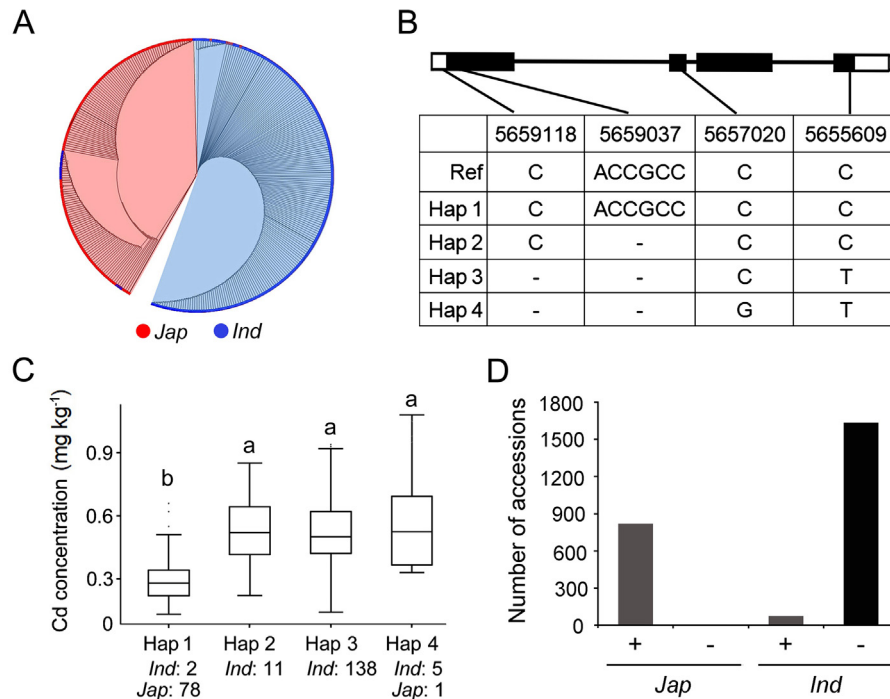 A
Jap Ind
B
5659118 5659037 5657020 5655609
Ref C ACCGCC C C
Hap 1 C ACCGCC C C
Hap 2 C - C C
Hap 3 - - C T
Hap 4 - - G T
C
Cd concentration (mg kg-1)
0.9
0.6
0.3
0
b
a
a
a
Hap 1 Hap 2 Hap 3 Hap 4
Ind: 2 Ind: 11 Ind: 138 Ind: 5
Jap: 78 Jap: 1
D
Number of accessions
1800
1500
1200
900
600
300
0
+ - + -
Jap Ind